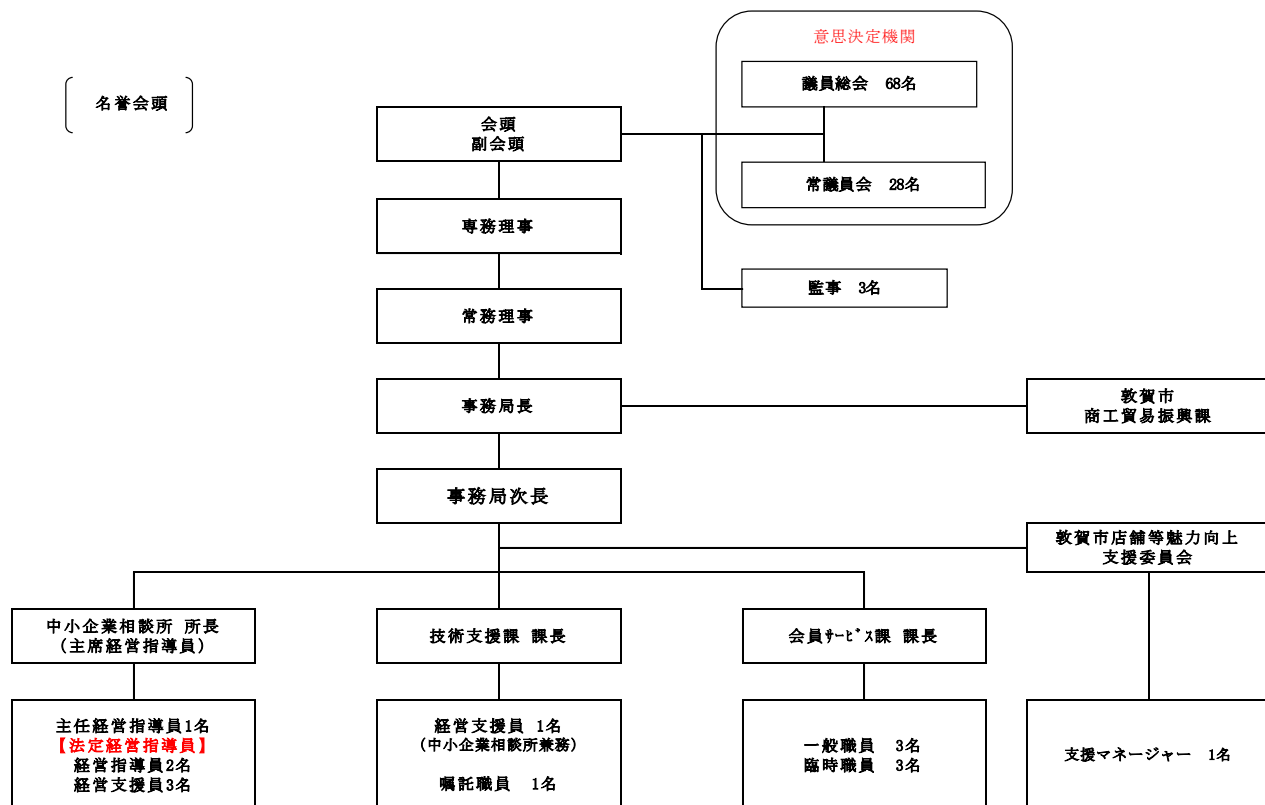 意思決定機関
議員総会 68名
名誉会頭
会頭
副会頭
常議員会 28名
専務理事
監事 3名
常務理事
事務局長
敦賀市
商工貿易振興課
事務局次長
敦賀市店舗等魅力向上
支援委員会
中小企業相談所 所長
(主席経営指導員)
技術支援課 課長
会員ｻｰﾋﾞｽ課 課長
主任経営指導員1名
【法定経営指導員】
経営指導員2名
経営支援員3名
経営支援員 1名
(中小企業相談所兼務)
嘱託職員 1名
一般職員 3名
臨時職員 3名
支援マネージャー 1名